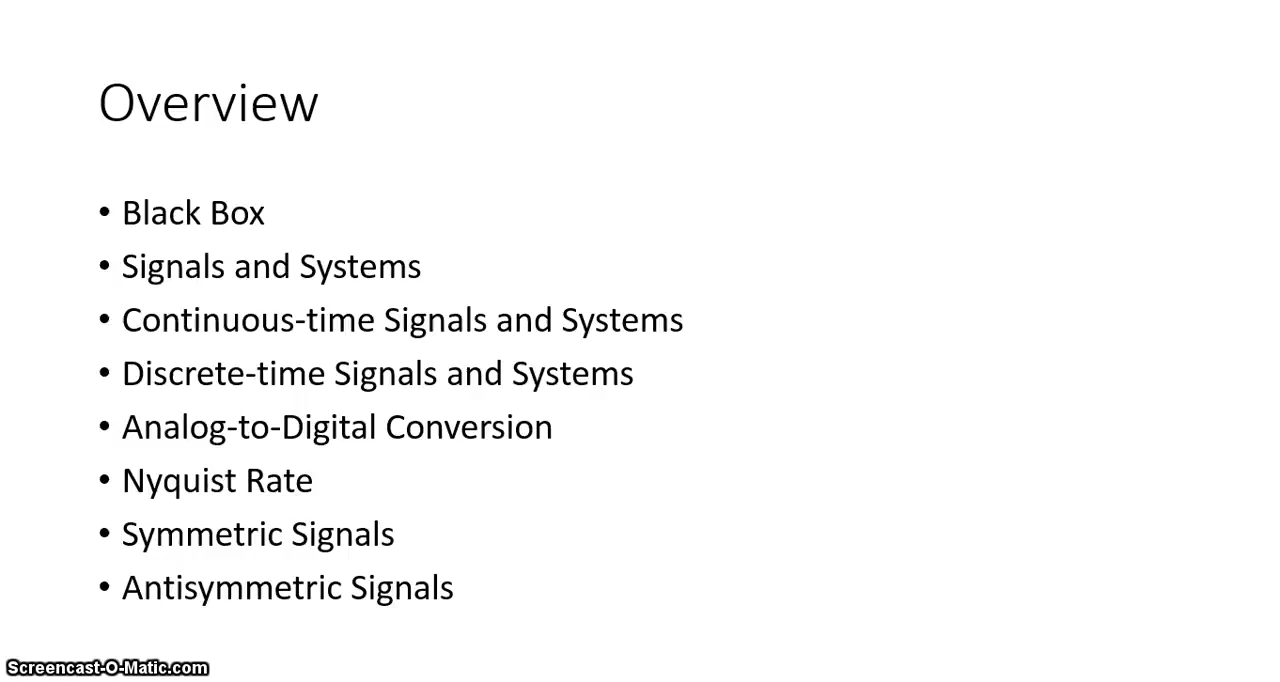 Overview
• Black Box
• Signals and Systems
• Continuous-time Signals and Systems
• Discrete-time Signals and Systems
• Analog-to-Digital Conversion
• Nyquist Rate
• Symmetric Signals
• Antisymmetric Signals
Screencast-O-Matic.com